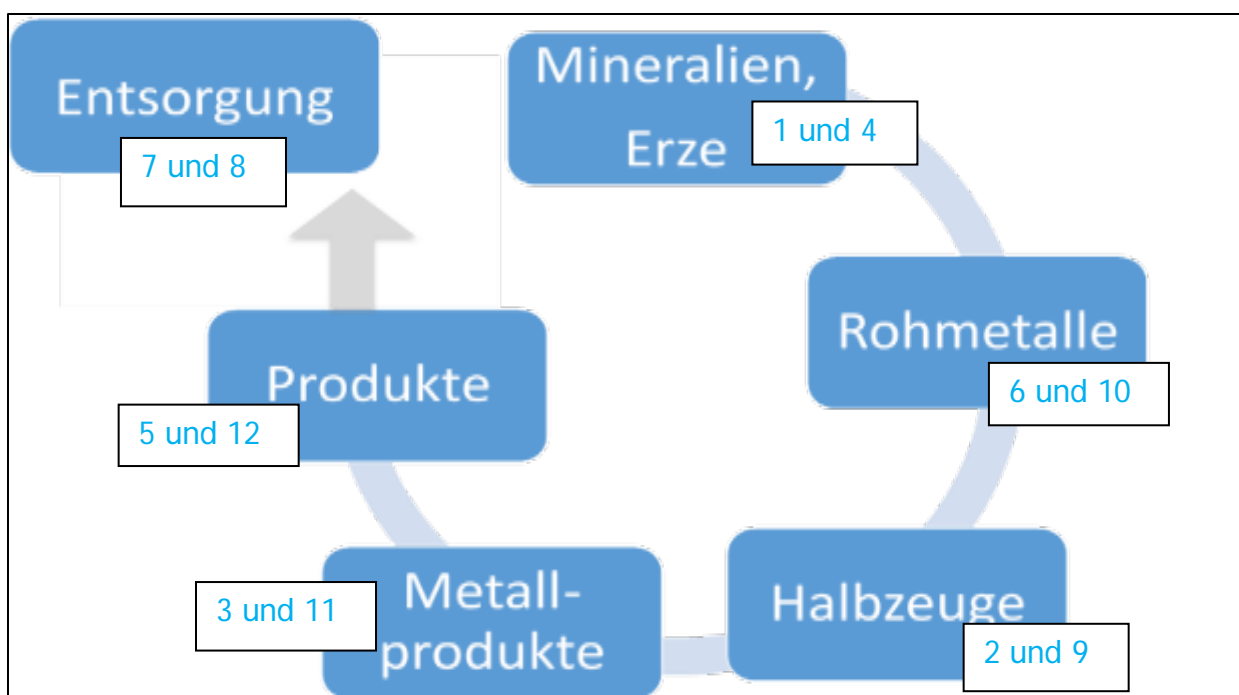 Entsorgung
7 und 8
Mineralien,
Erze
1 und 4
Rohmetalle
6 und 10
Produkte
5 und 12
Metall-
produkte
3 und 11
Halbzeuge
2 und 9